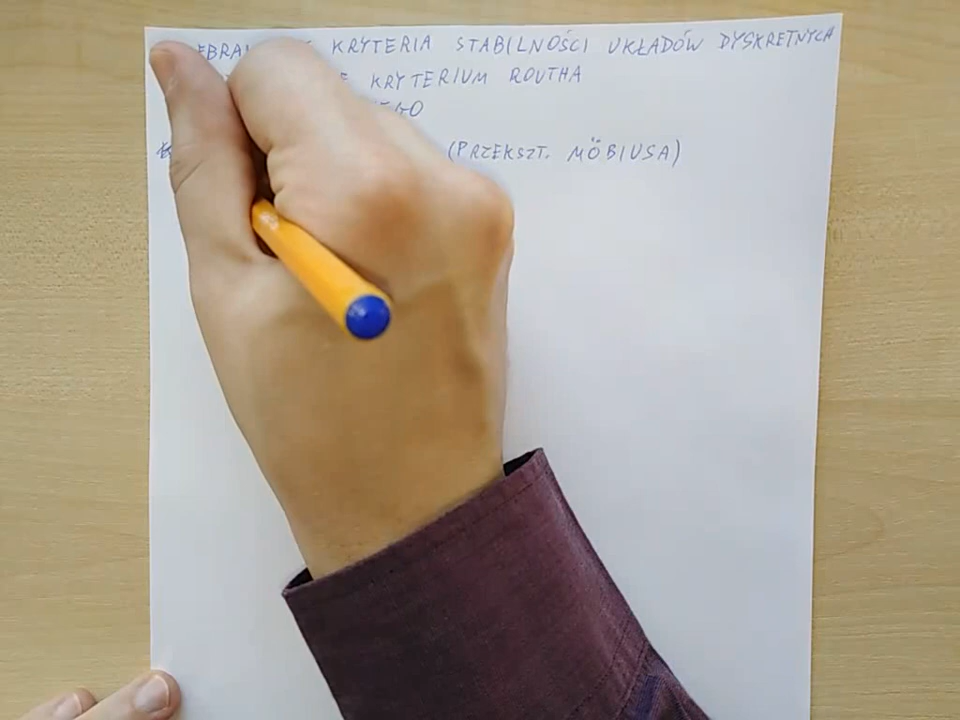 KRYTERIA STABILNOŚCI UKŁADÓW DYSKRETNYCH
KRYTERIUM ROUTHA
(PRZEKSZT. MÖBIUSA)